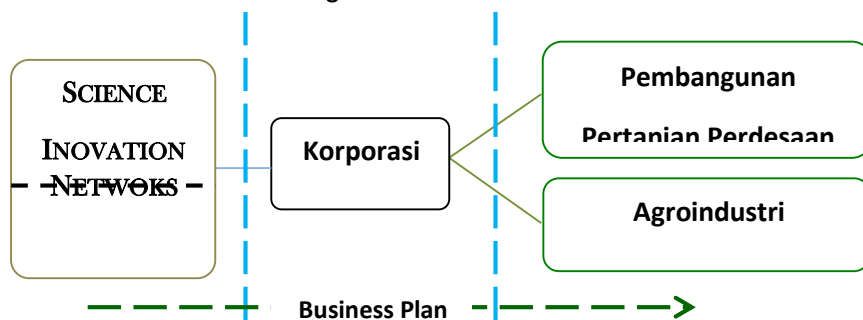 SCIENCE
INOVATION
NETWOKS
Korporasi
Pembangunan
Pertanian Perdesaan
Agroindustri
Business Plan